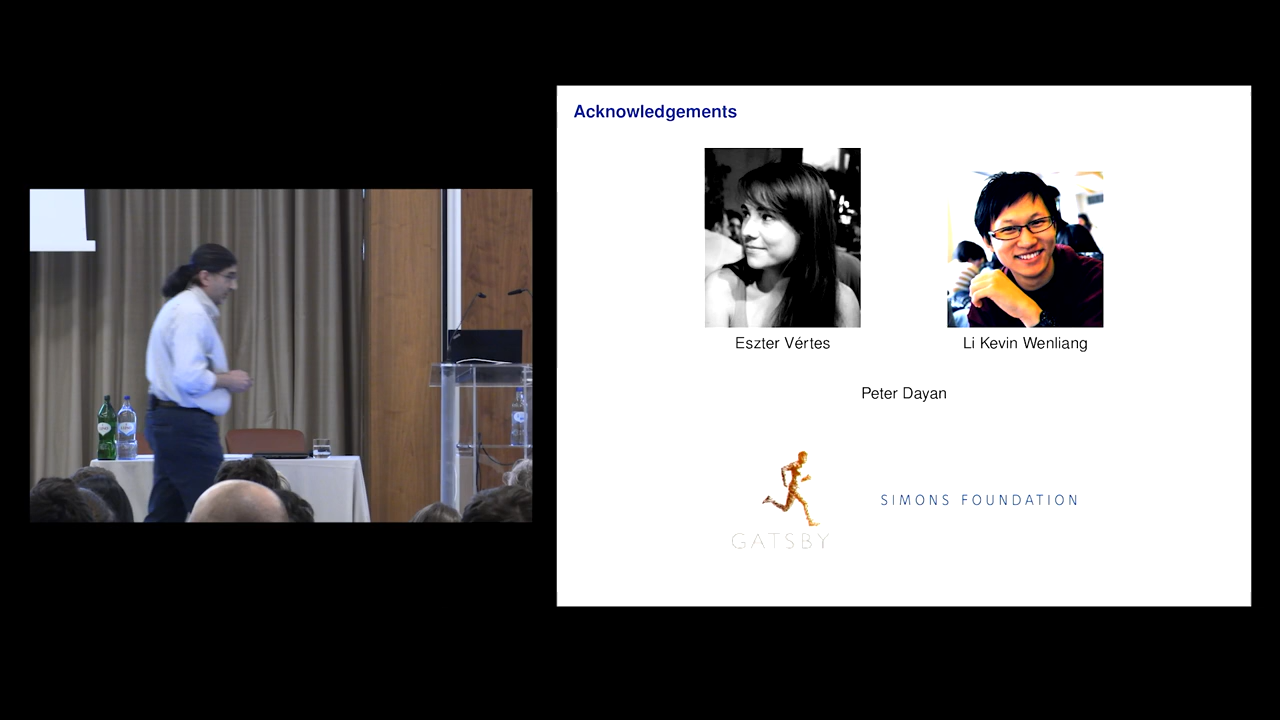 Acknowledgements
Eszter Vértes
Li Kevin Wenliang
Peter Dayan
SIMONS FOUNDATION
GATSBY